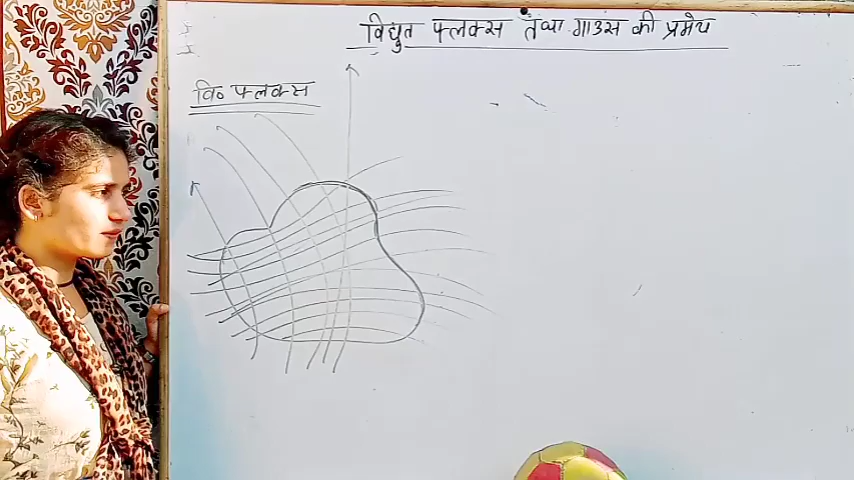 विद्युत फ्लक्स तथा गाउस की प्रमेय
वि० फ्लक्स